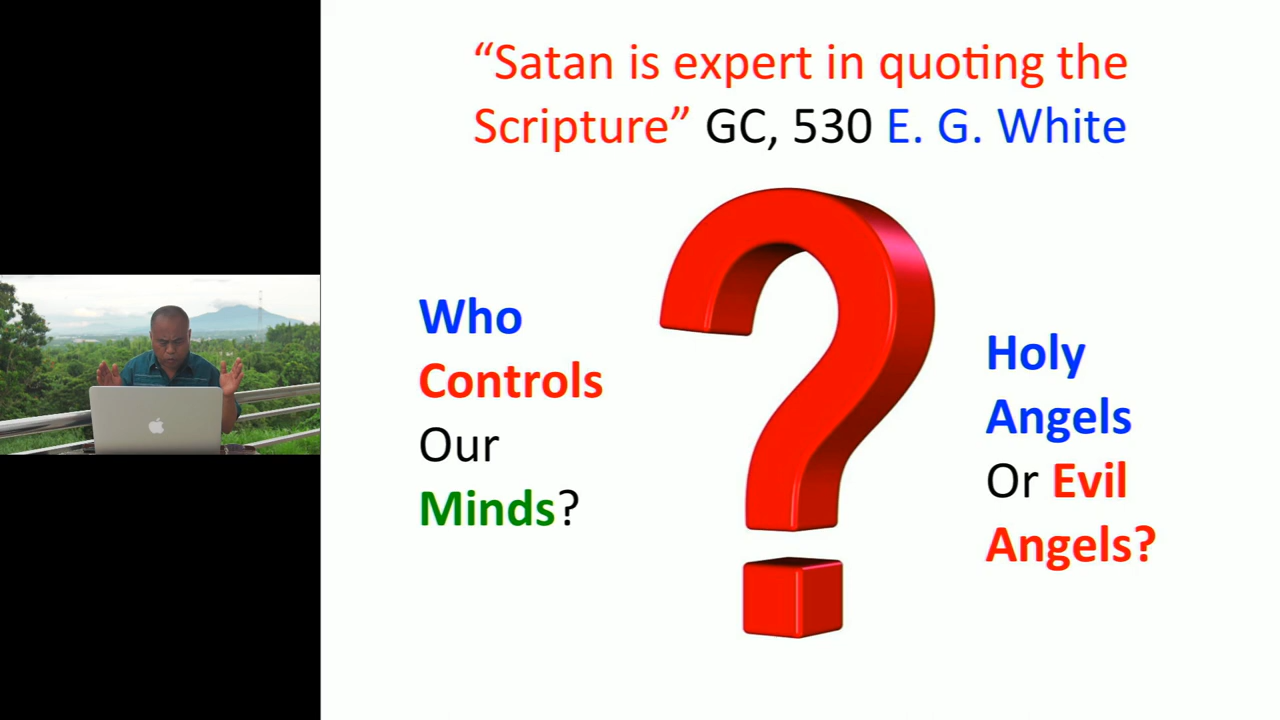 “Satan is expert in quoting the
Scripture” GC, 530 E. G. White
Who
Controls
Our
Minds?
Holy
Angels
Or Evil
Angels?